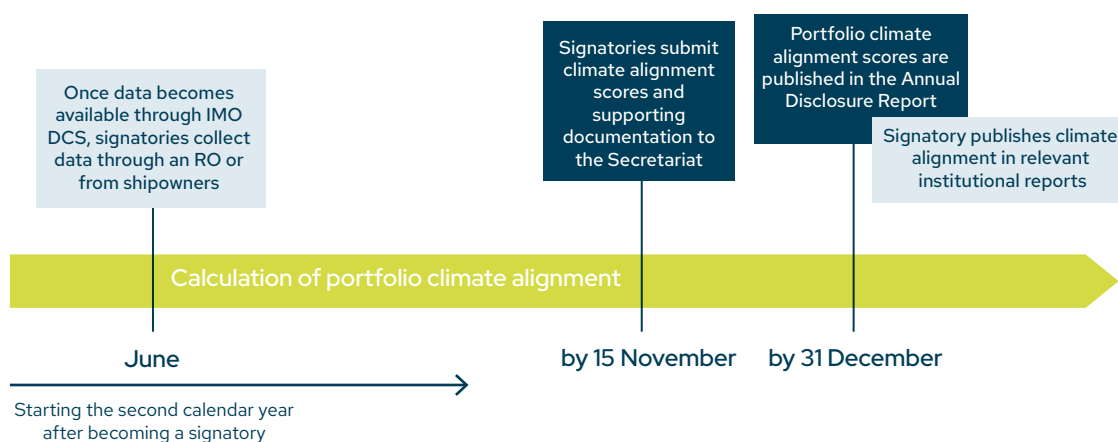 Once data becomes
available through IMO
DCS, signatories collect
data through an RO or
from shipowners
Signatories submit
climate alignment
scores and
supporting
documentation to
the Secretariat
Portfolio climate
alignment scores are
published in the Annual
Disclosure Report
Signatory publishes climate
alignment in relevant
institutional reports
Calculation of portfolio climate alignment
June
by 15 November
by 31 December
Starting the second calendar year
after becoming a signatory